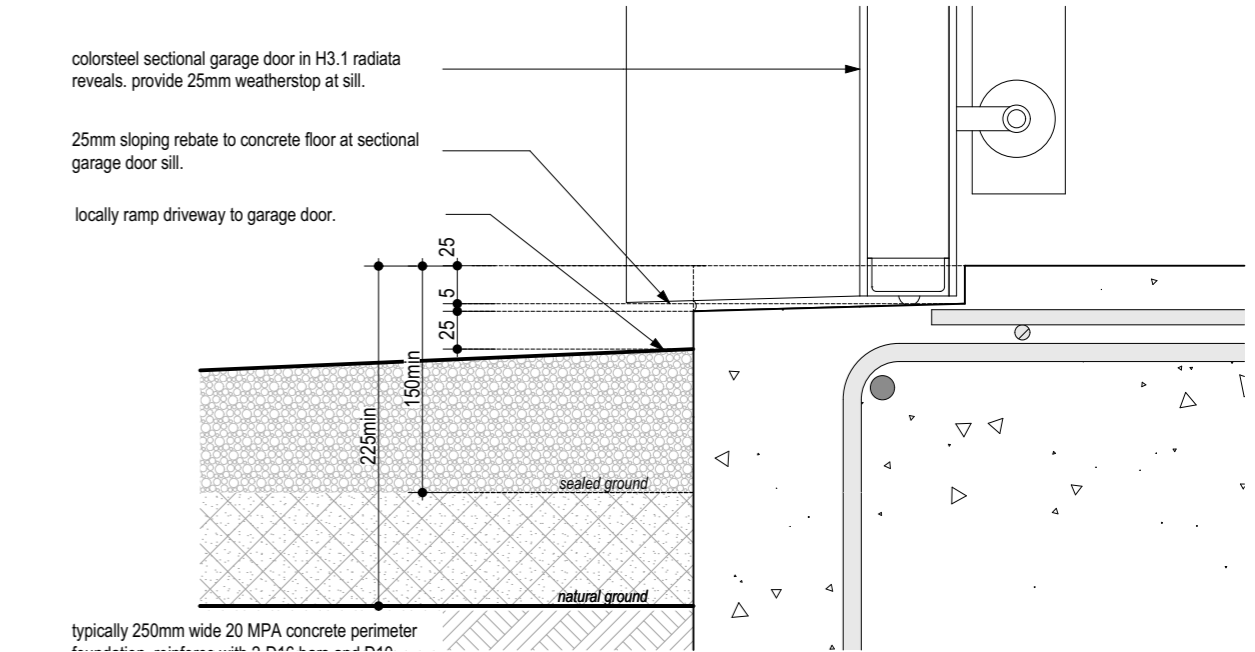 colorsteel sectional garage door in H3.1 radiata
reveals. provide 25mm weatherstop at sill.
25mm sloping rebate to concrete floor at sectional
garage door sill.
locally ramp driveway to garage door.
25
5
25
150min
225min
sealed ground
natural ground
typically 250mm wide 20 MPA concrete perimeter